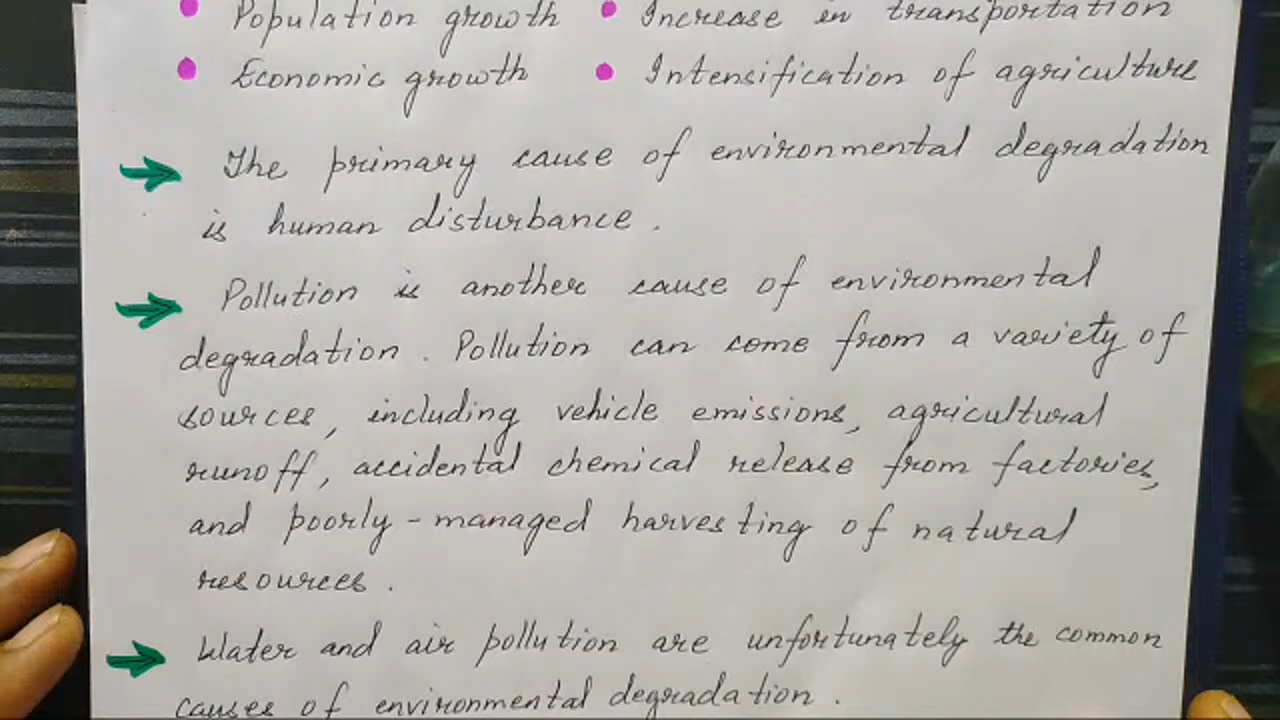 Population growth Increase in transportation
Economic growth Intensification of agriculture
The primary cause of environmental degradation
is human disturbance.
Pollution is another cause of environmental
degradation. Pollution can come from a variety of
sources, including vehicle emissions, agricultural
runoff, accidental chemical release from factories,
and poorly-managed harvesting of natural
resources.
Water and air pollution are unfortunately the common
causes of environmental degradation.